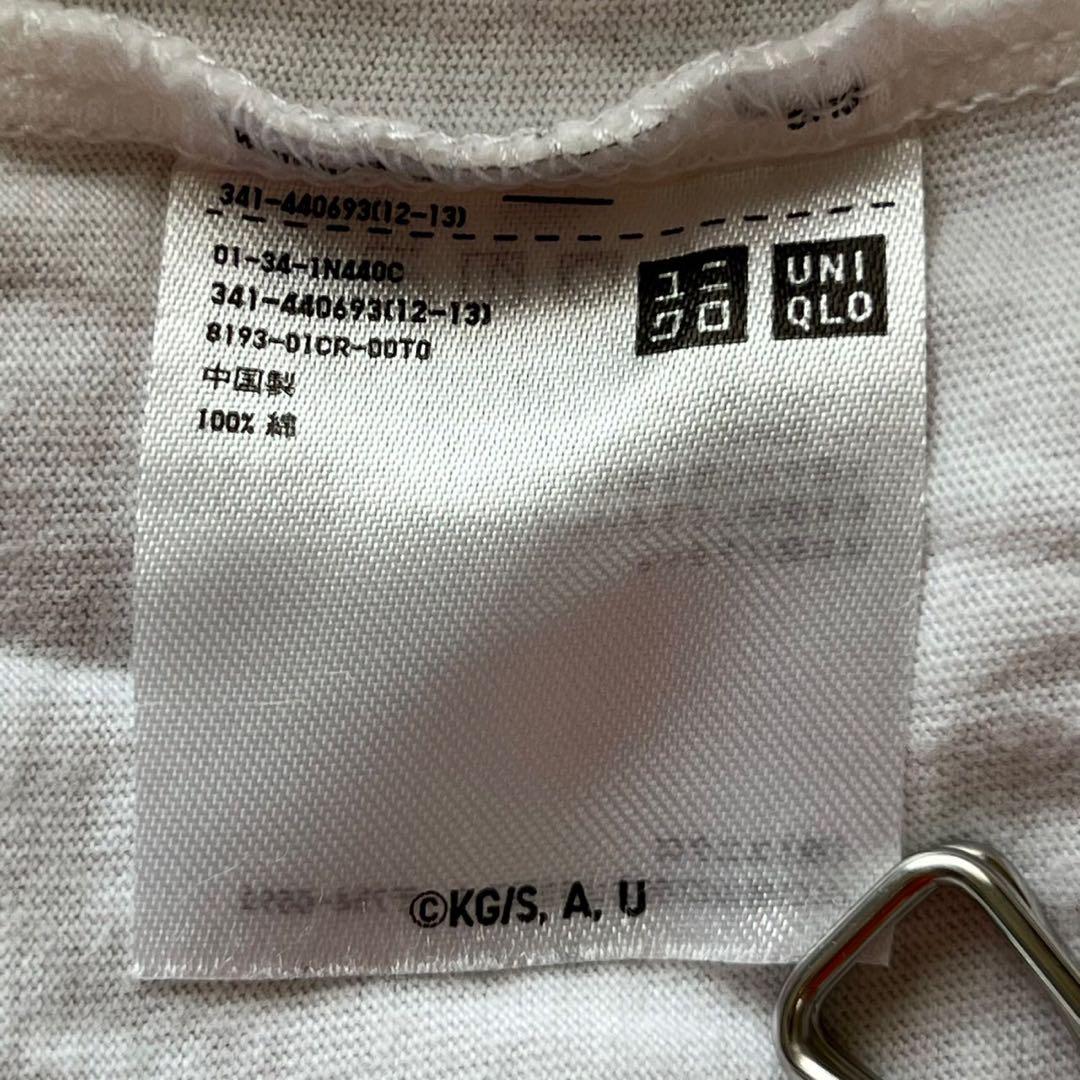 341-440693(12-13)
01-34-1N440C
341-440693(12-13)
8193-01CR-00T0
中国製
100% 綿
ユニ
クロ
UNI
QLO
©KG/S, A, U